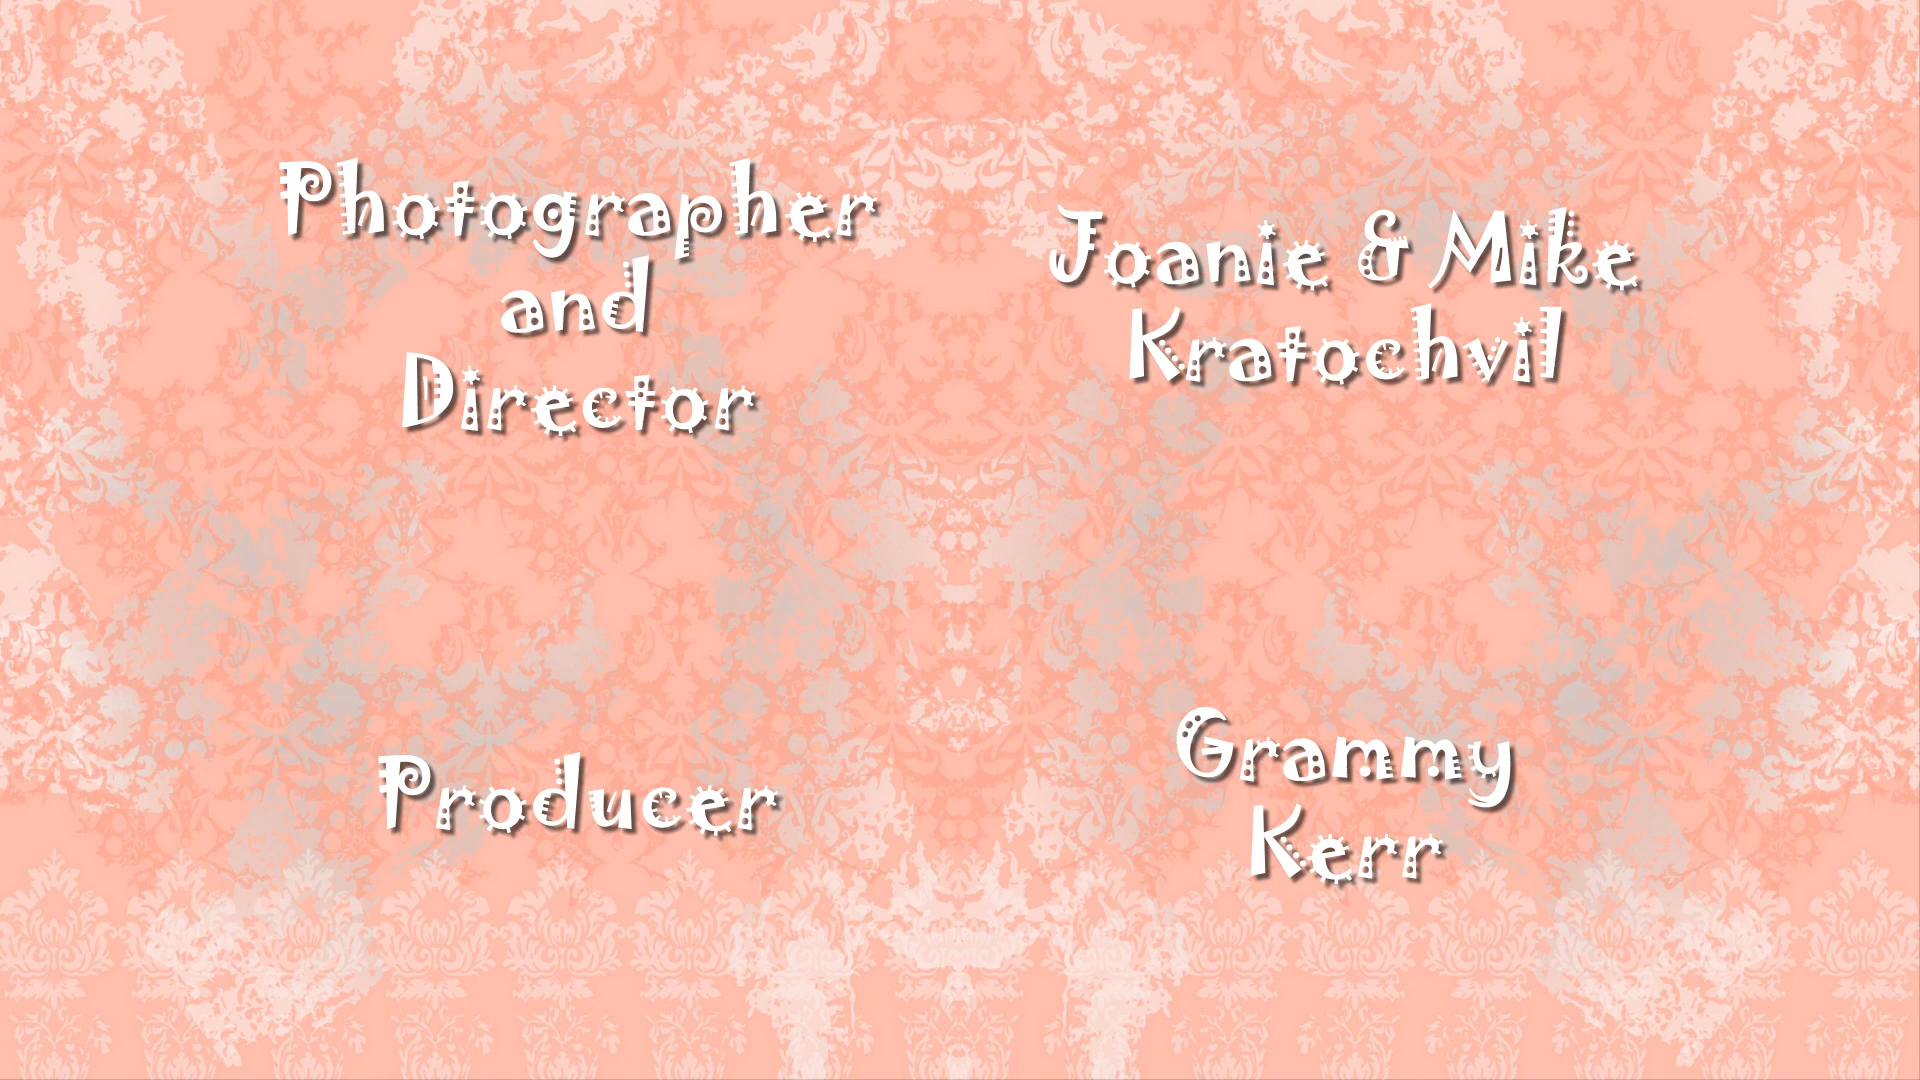 Photographer
and
Director
Joanie & Mike
Kratochvil
Producer
Grammy
Kerr